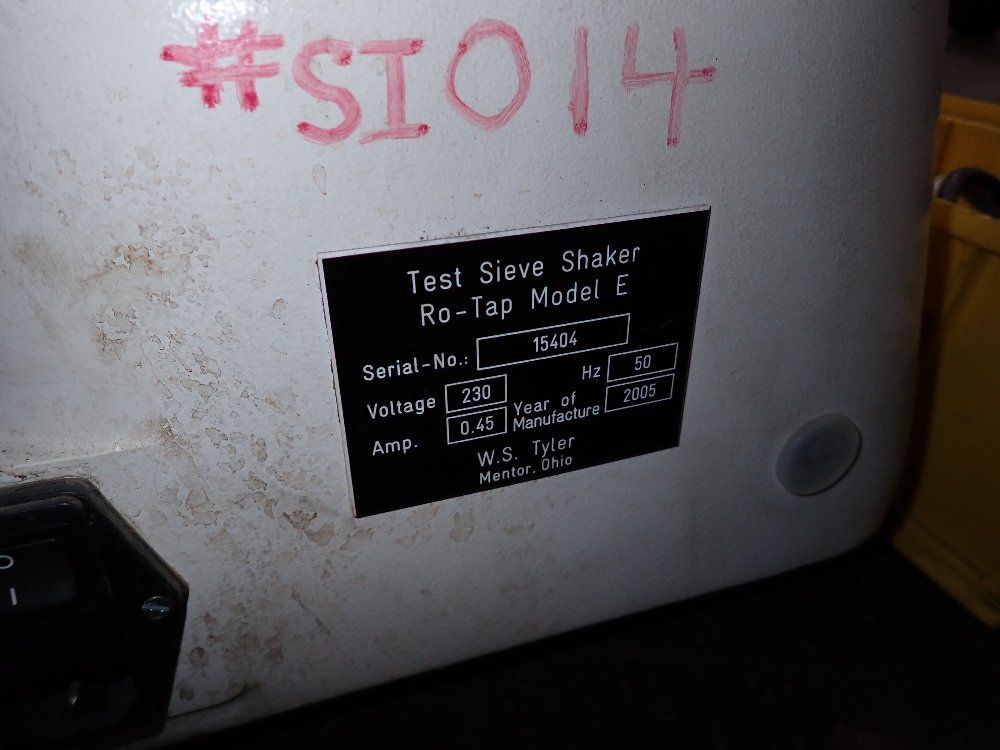 #SI014
Test Sieve Shaker
Ro-Tap Model E
Serial-No.: 15404
Hz 50
Voltage 230
Year of Manufacture 2005
Amp. 0.45
W.S. Tyler
Mentor, Ohio
O
I